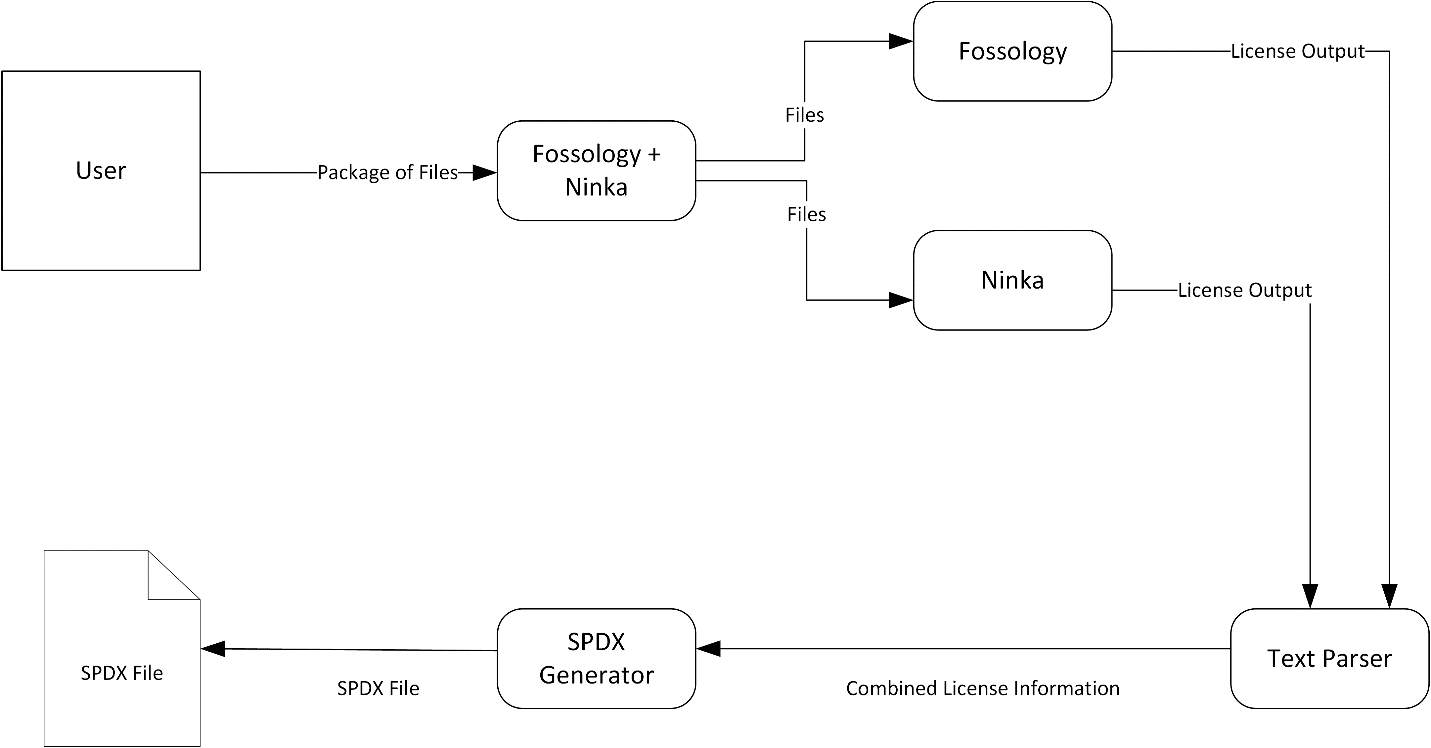 Fossology
License Output
User
Package of Files
Fossology +
Ninka
Files
Files
Ninka
License Output
SPDX File
SPDX File
SPDX
Generator
Combined License Information
Text Parser